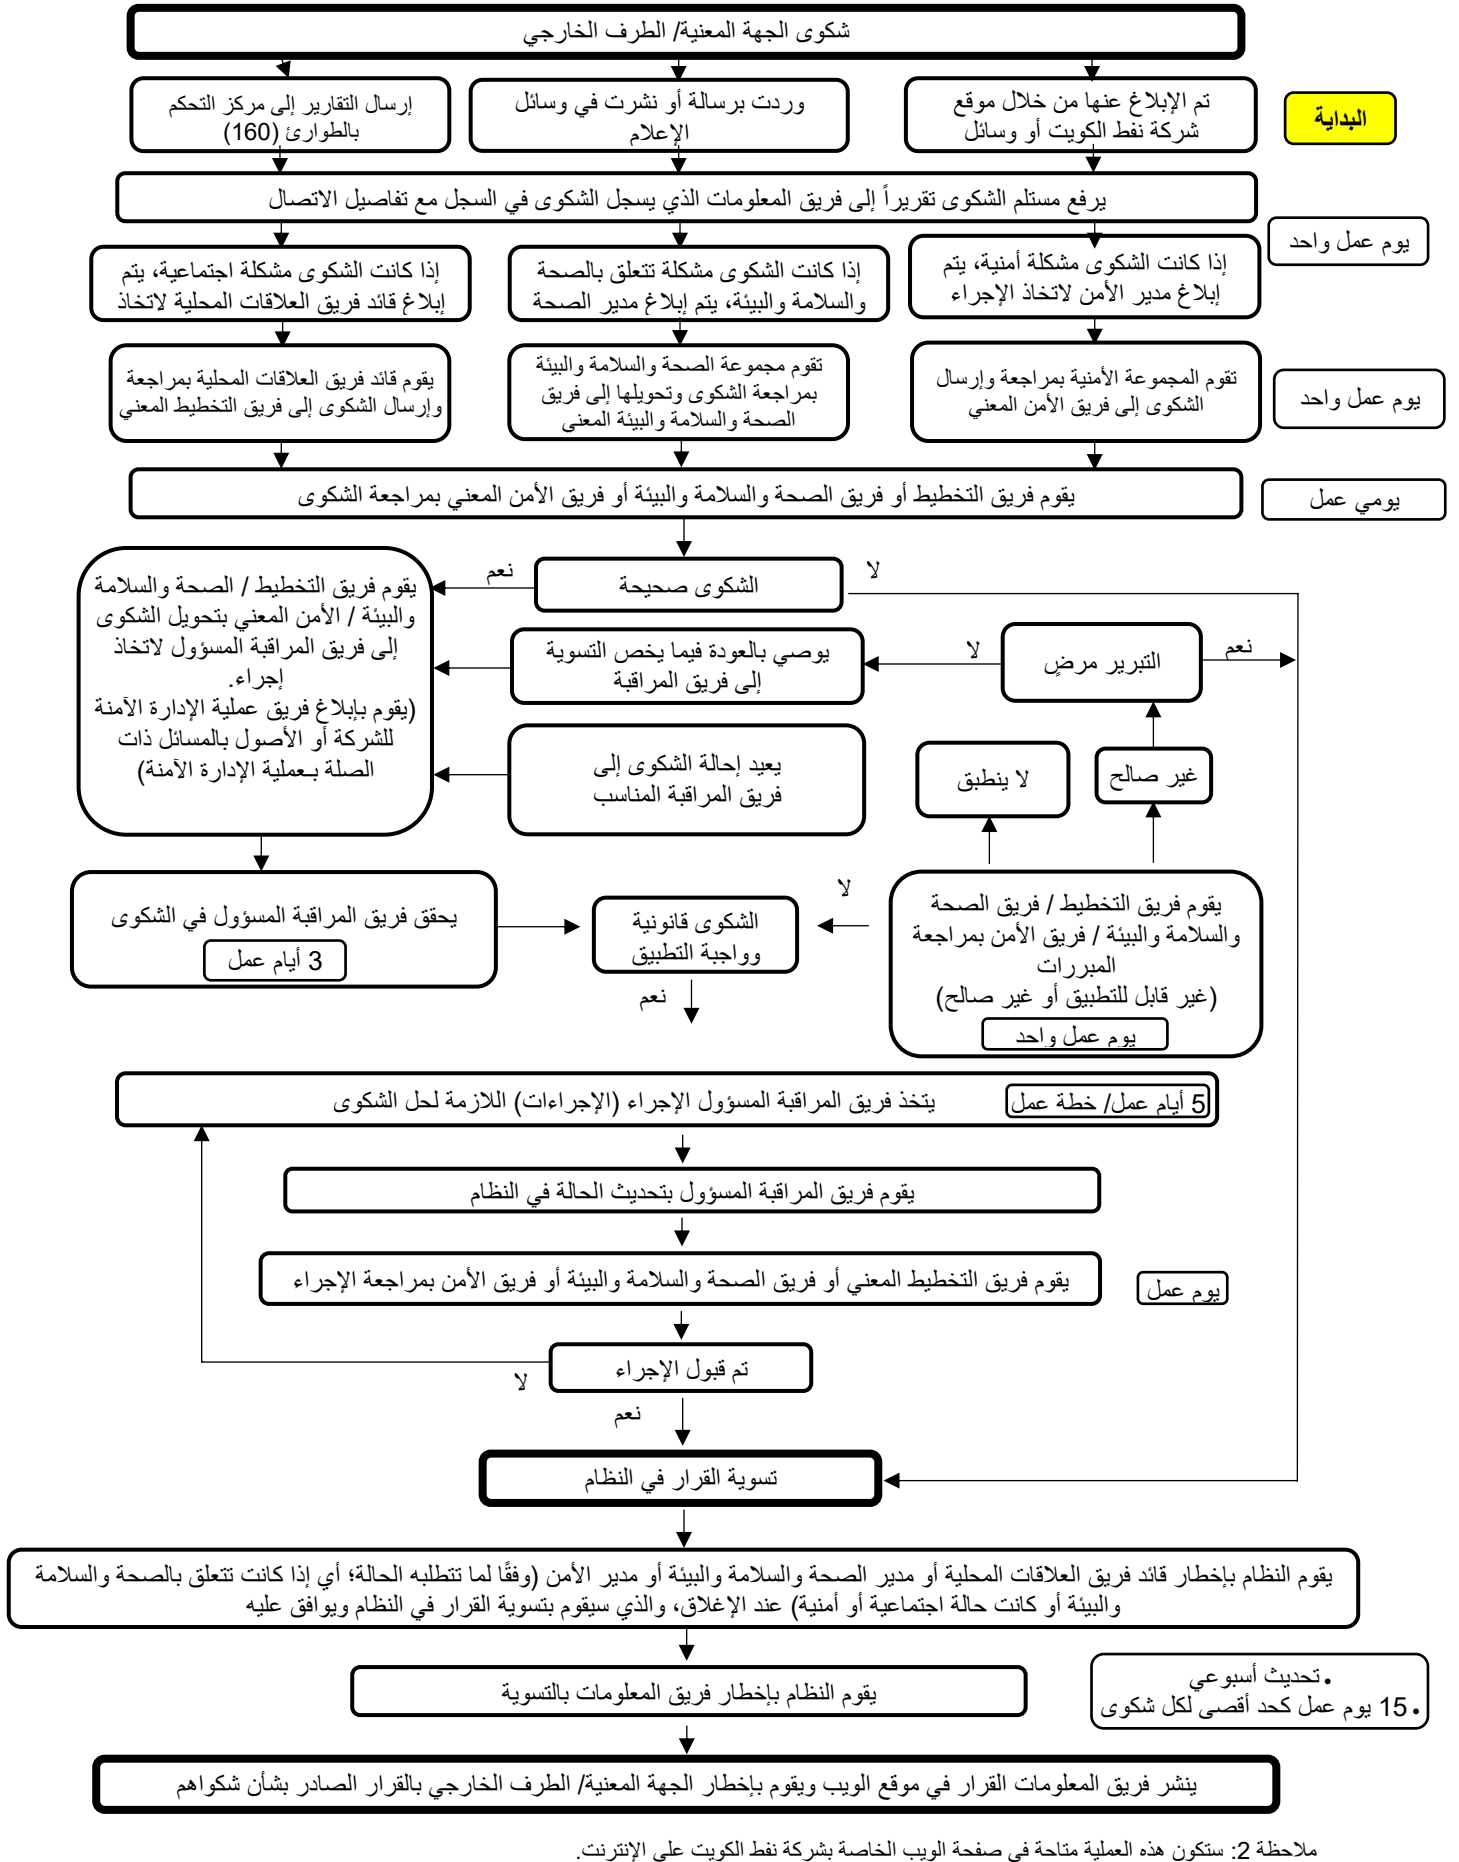 شكوى الجهة المعنية/ الطرف الخارجي
البداية
تم الإبلاغ عنها من خلال موقع
شركة نفط الكويت أو وسائل
وردت برسالة أو نشرت في وسائل
الإعلام
إرسال التقارير إلى مركز التحكم
بالطوارئ (160)
يرفع مستلم الشكوى تقريراً إلى فريق المعلومات الذي يسجل الشكوى في السجل مع تفاصيل الاتصال
يوم عمل واحد
إذا كانت الشكوى مشكلة أمنية، يتم
إبلاغ مدير الأمن لاتخاذ الإجراء
إذا كانت الشكوى مشكلة تتعلق بالصحة
والسلامة والبيئة، يتم إبلاغ مدير الصحة
إذا كانت الشكوى مشكلة اجتماعية، يتم
إبلاغ قائد فريق العلاقات المحلية لاتخاذ
يوم عمل واحد
تقوم المجموعة الأمنية بمراجعة وإرسال
الشكوى إلى فريق الأمن المعني
تقوم مجموعة الصحة والسلامة والبيئة
بمراجعة الشكوى وتحويلها إلى فريق
الصحة والسلامة والبيئة المعني
يقوم قائد فريق العلاقات المحلية بمراجعة
وإرسال الشكوى إلى فريق التخطيط المعني
يومي عمل
يقوم فريق التخطيط أو فريق الصحة والسلامة والبيئة أو فريق الأمن المعني بمراجعة الشكوى
لا
الشكوى صحيحة
نعم
يقوم فريق التخطيط / الصحة والسلامة
والبيئة / الأمن المعني بتحويل الشكوى
إلى فريق المراقبة المسؤول لاتخاذ
إجراء.
(يقوم بإبلاغ فريق عملية الإدارة الآمنة
للشركة أو الأصول بالمسائل ذات
الصلة بعملية الإدارة الآمنة)
نعم
التبرير مرضٍ
لا
يوصي بالعودة فيما يخص التسوية
إلى فريق المراقبة
غير صالح
لا ينطبق
يعيد إحالة الشكوى إلى
فريق المراقبة المناسب
يقوم فريق التخطيط / فريق الصحة
والسلامة والبيئة / فريق الأمن بمراجعة
المبررات
(غير قابل للتطبيق أو غير صالح)
يوم عمل واحد
لا
الشكوى قانونية
وواجبة التطبيق
نعم
يحقق فريق المراقبة المسؤول في الشكوى
3 أيام عمل
يتخذ فريق المراقبة المسؤول الإجراء (الإجراءات) اللازمة لحل الشكوى
5 أيام عمل/ خطة عمل
يقوم فريق المراقبة المسؤول بتحديث الحالة في النظام
يوم عمل
يقوم فريق التخطيط المعني أو فريق الصحة والسلامة والبيئة أو فريق الأمن بمراجعة الإجراء
تم قبول الإجراء
لا
نعم
تسوية القرار في النظام
يقوم النظام بإخطار قائد فريق العلاقات المحلية أو مدير الصحة والسلامة والبيئة أو مدير الأمن (وفقًا لما تتطلبه الحالة؛ أي إذا كانت تتعلق بالصحة والسلامة
والبيئة أو كانت حالة اجتماعية أو أمنية) عند الإغلاق، والذي سيقوم بتسوية القرار في النظام ويوافق عليه
يقوم النظام بإخطار فريق المعلومات بالتسوية
• تحديث أسبوعي
• 15 يوم عمل كحد أقصى لكل شكوى
ينشر فريق المعلومات القرار في موقع الويب ويقوم بإخطار الجهة المعنية/ الطرف الخارجي بالقرار الصادر بشأن شكواهم
ملاحظة 2: ستكون هذه العملية متاحة في صفحة الويب الخاصة بشركة نفط الكويت على الإنترنت.